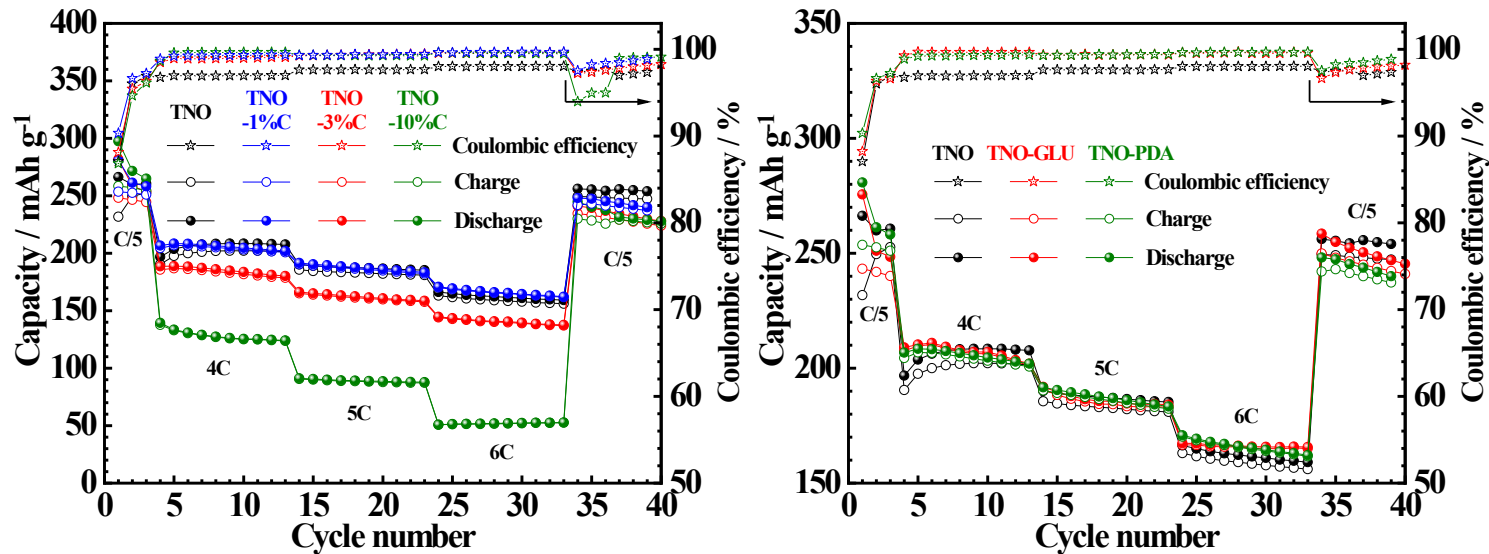 400
350
300
250
200
150
100
50
0
Capacity / mAh g-1
100
90
80
70
60
50
Coulombic efficiency / %
TNO
TNO
-1%C
TNO
-3%C
TNO
-10%C
Coulombic efficiency
Charge
Discharge
C/5
4C
5C
6C
C/5
0 5 10 15 20 25 30 35 40
Cycle number
350
300
250
200
150
Capacity / mAh g-1
100
90
80
70
60
50
Coulombic efficiency / %
TNO TNO-GLU TNO-PDA
Coulombic efficiency
Charge
Discharge
C/5
4C
5C
6C
C/5
0 5 10 15 20 25 30 35 40
Cycle number